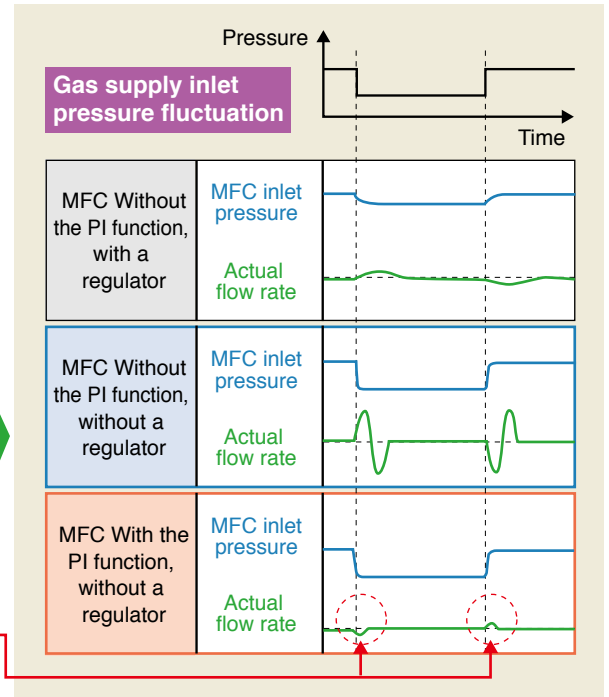 Pressure
Gas supply inlet
pressure fluctuation
Time
MFC Without
the PI function,
with a
regulator
MFC inlet
pressure
Actual
flow rate
MFC Without
the PI function,
without a
regulator
MFC inlet
pressure
Actual
flow rate
MFC With the
PI function,
without a
regulator
MFC inlet
pressure
Actual
flow rate